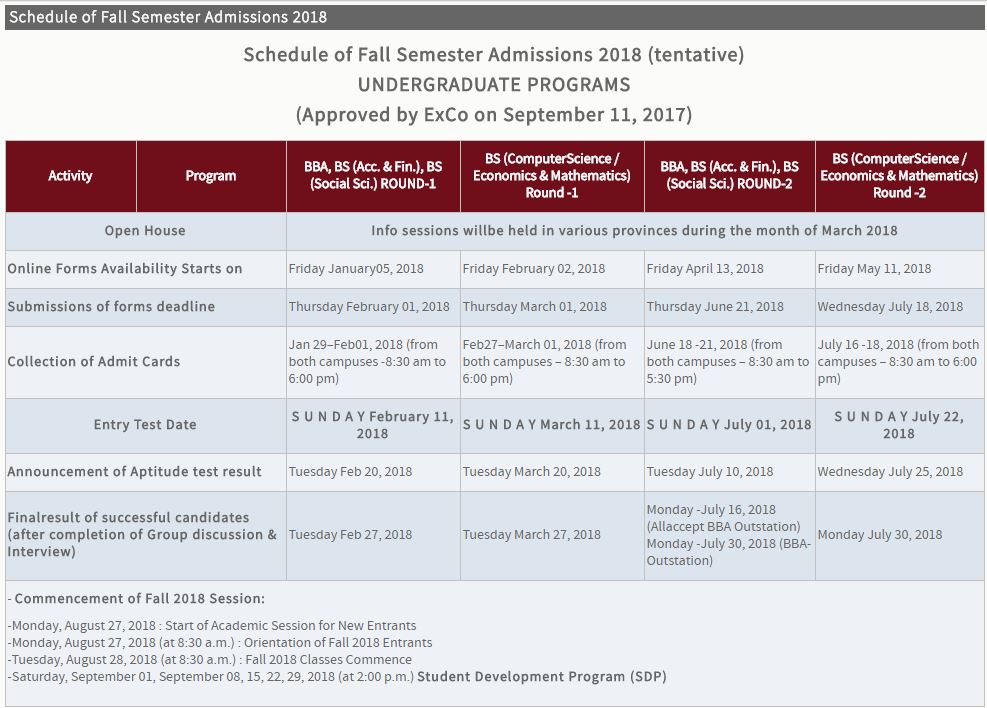 Schedule of Fall Semester Admissions 2018
Schedule of Fall Semester Admissions 2018 (tentative)
UNDERGRADUATE PROGRAMS
(Approved by ExCo on September 11, 2017)
Activity
Program
BBA, BS (Acc. & Fin.), BS
(Social Sci.) ROUND-1
BS (ComputerScience /
Economics & Mathematics)
Round -1
BBA, BS (Acc. & Fin.), BS
(Social Sci.) ROUND-2
BS (ComputerScience /
Economics & Mathematics)
Round -2
Open House
Info sessions willbe held in various provinces during the month of March 2018
Online Forms Availability Starts on
Friday January05, 2018
Friday February 02, 2018
Friday April 13, 2018
Friday May 11, 2018
Submissions of forms deadline
Thursday February 01, 2018
Thursday March 01, 2018
Thursday June 21, 2018
Wednesday July 18, 2018
Collection of Admit Cards
Jan 29–Feb01, 2018 (from
both campuses -8:30 am to
6:00 pm)
Feb27–March 01, 2018 (from
both campuses – 8:30 am to
6:00 pm)
June 18 -21, 2018 (from
both campuses – 8:30 am to
5:30 pm)
July 16 -18, 2018 (from both
campuses – 8:30 am to 6:00
pm)
Entry Test Date
S U N D A Y February 11,
2018
S U N D A Y March 11, 2018
S U N D A Y July 01, 2018
S U N D A Y July 22,
2018
Announcement of Aptitude test result
Tuesday Feb 20, 2018
Tuesday March 20, 2018
Tuesday July 10, 2018
Wednesday July 25, 2018
Finalresult of successful candidates
(after completion of Group discussion &
Interview)
Tuesday Feb 27, 2018
Tuesday March 27, 2018
Monday -July 16, 2018
(Allaccept BBA Outstation)
Monday -July 30, 2018 (BBA-
Outstation)
Monday July 30, 2018
- Commencement of Fall 2018 Session:
-Monday, August 27, 2018 : Start of Academic Session for New Entrants
-Monday, August 27, 2018 (at 8:30 a.m.) : Orientation of Fall 2018 Entrants
-Tuesday, August 28, 2018 (at 8:30 a.m.) : Fall 2018 Classes Commence
-Saturday, September 01, September 08, 15, 22, 29, 2018 (at 2:00 p.m.) Student Development Program (SDP)